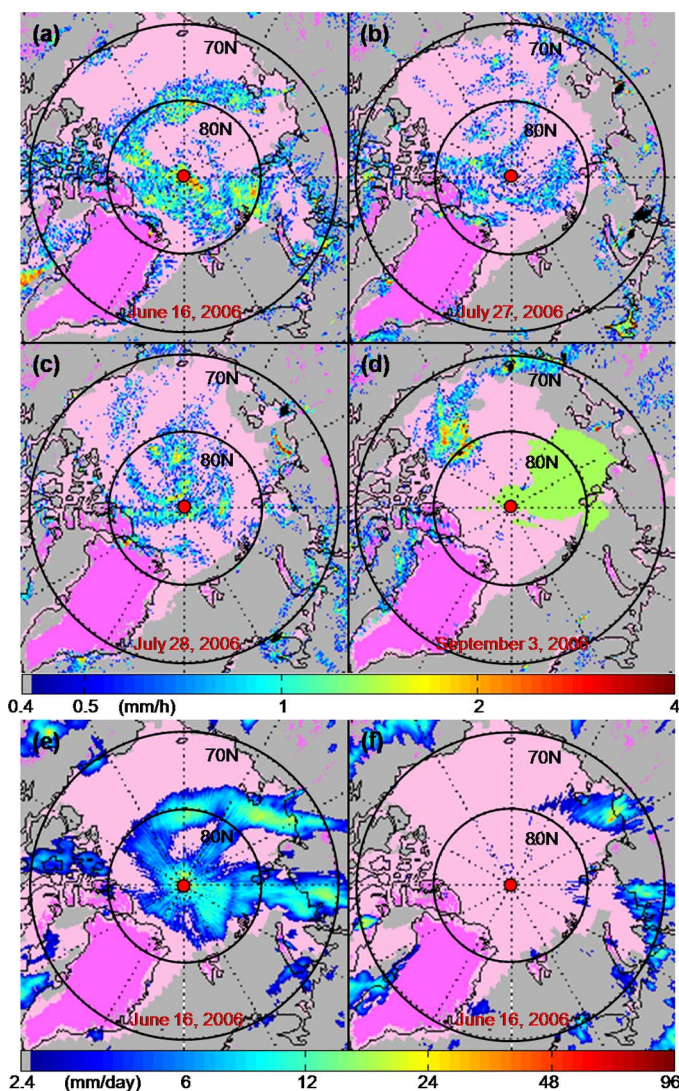 (a) 70N
80N
June 16, 2006
(b) 70N
80N
July 27, 2006
(c) 70N
80N
July 28, 2006
(d) 70N
80N
September 3, 2006
0.4 0.5 (mm/h) 1 2 4
(e) 70N
80N
June 16, 2006
(f) 70N
80N
June 16, 2006
2.4 (mm/day) 6 12 24 48 96